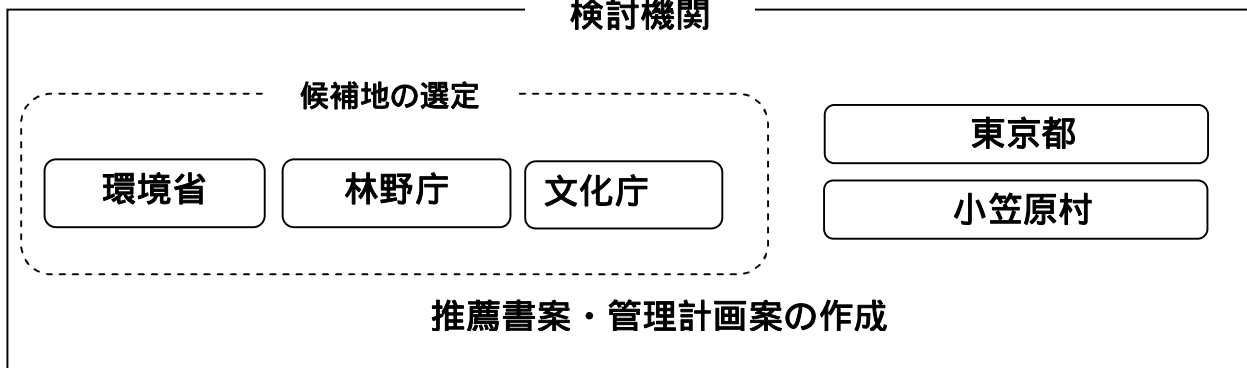 検討機関
候補地の選定
環境省
林野庁
文化庁
東京都
小笠原村
推薦書案・管理計画案の作成